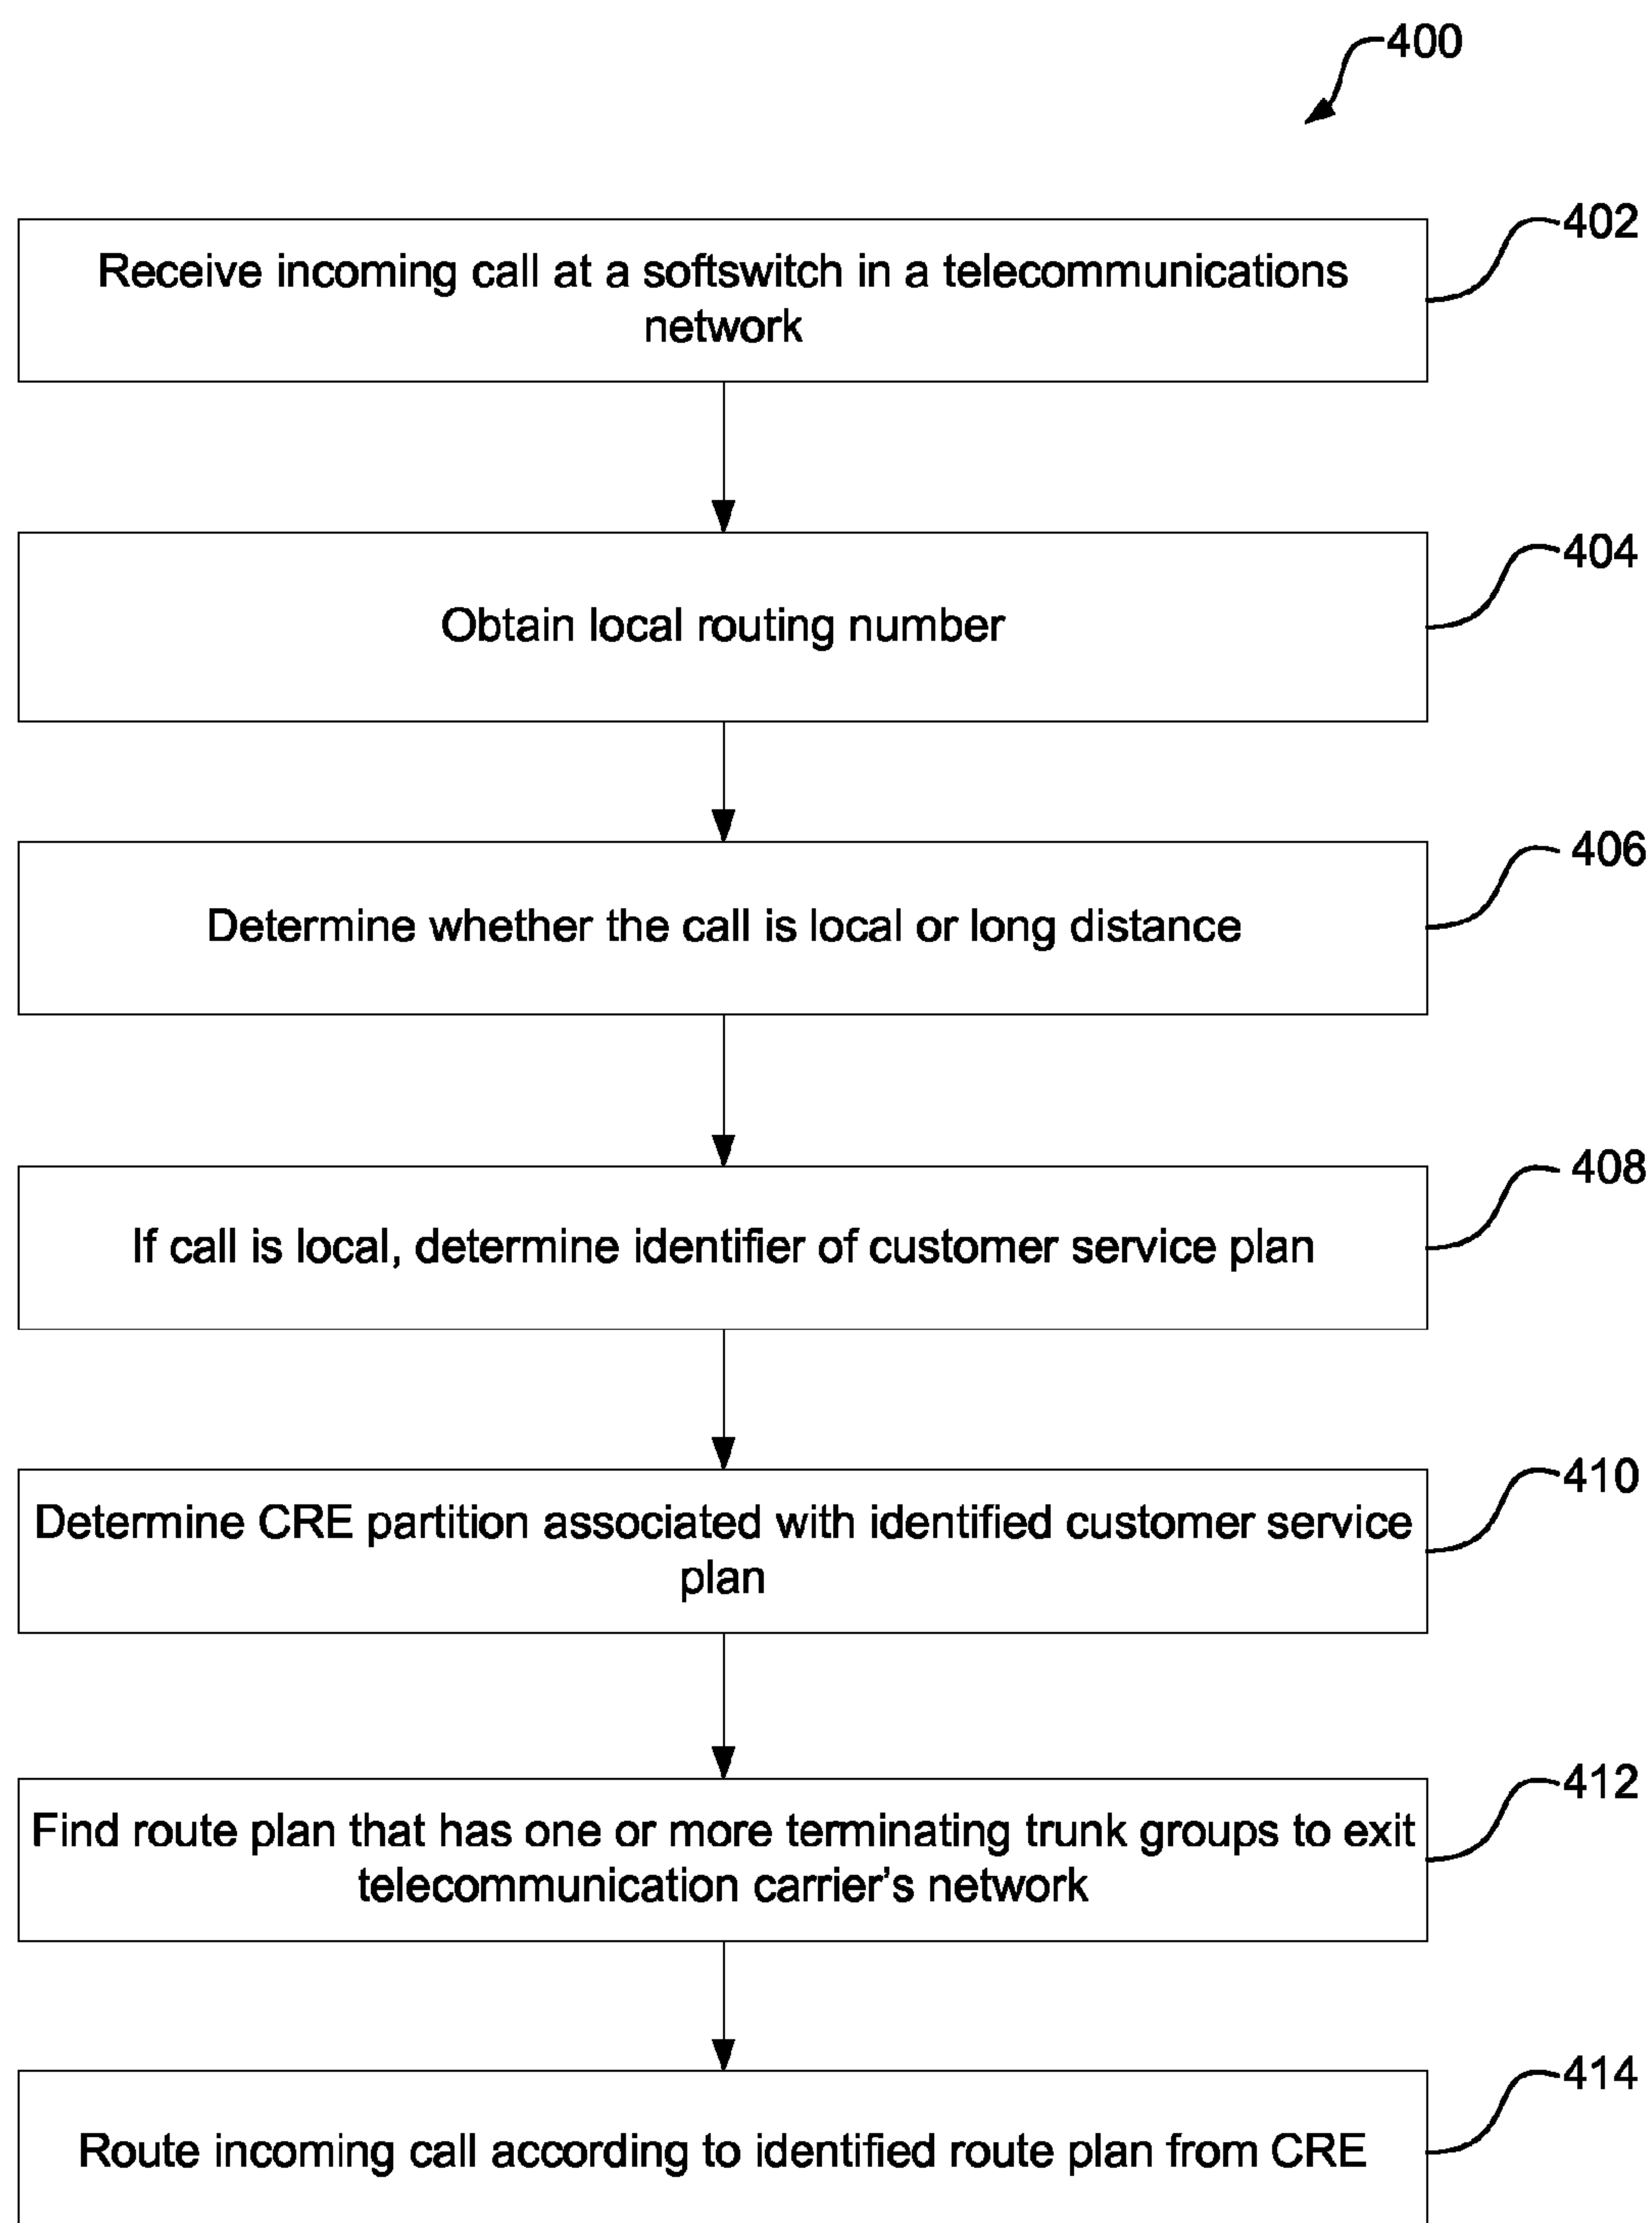 400
402
Receive incoming call at a softswitch in a telecommunications
network
404
Obtain local routing number
406
Determine whether the call is local or long distance
408
If call is local, determine identifier of customer service plan
410
Determine CRE partition associated with identified customer service
plan
412
Find route plan that has one or more terminating trunk groups to exit
telecommunication carrier's network
414
Route incoming call according to identified route plan from CRE